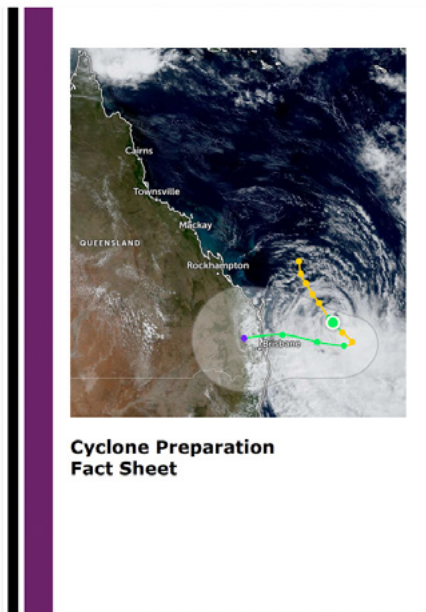 Cairns
Townsville
Mackay
QUEENSLAND
Rockhampton
Brisbane
Cyclone Preparation
Fact Sheet